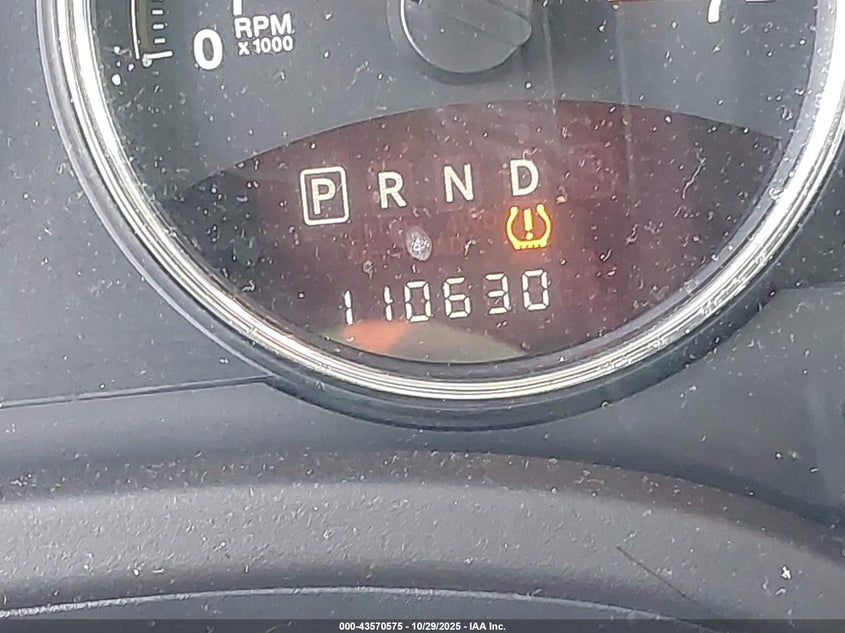 0 RPM
x1000
P R N D
110630
000-43570575 - 10/29/2025 - IAA Inc.